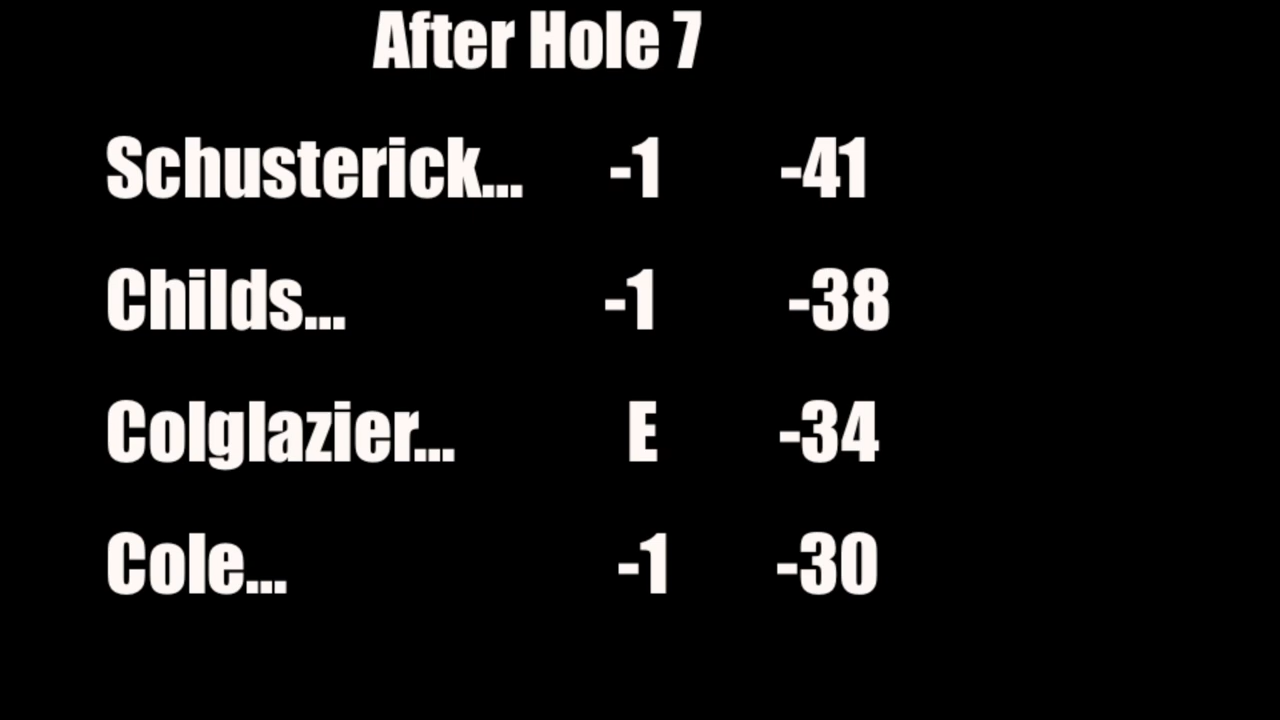 After Hole 7
Schusterick... -1 -41
Childs... -1 -38
Colglazier... E -34
Cole... -1 -30